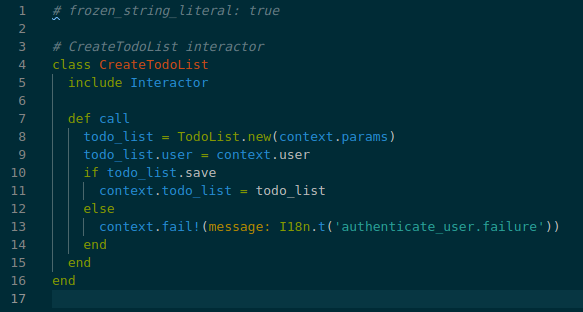 1 # frozen_string_literal: true
2
3 # CreateTodoList interactor
4 class CreateTodoList
5   include Interactor
6
7   def call
8     todo_list = TodoList.new(context.params)
9     todo_list.user = context.user
10     if todo_list.save
11       context.todo_list = todo_list
12     else
13       context.fail!(message: I18n.t('authenticate_user.failure'))
14     end
15   end
16 end
17